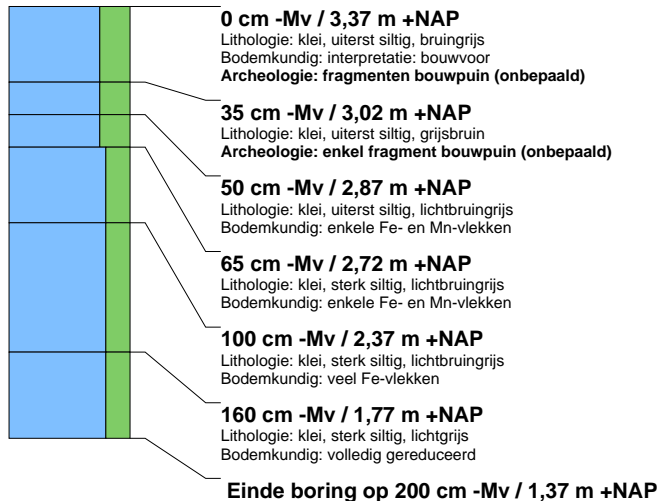 0 cm -Mv / 3,37 m +NAP
Lithologie: klei, uiterst siltig, bruingrijs
Bodemkundig: interpretatie: bouwvoor
Archeologie: fragmenten bouwpuin (onbepaald)
35 cm -Mv / 3,02 m +NAP
Lithologie: klei, uiterst siltig, grijsbruin
Archeologie: enkel fragment bouwpuin (onbepaald)
50 cm -Mv / 2,87 m +NAP
Lithologie: klei, uiterst siltig, lichtbruingrijs
Bodemkundig: enkele Fe- en Mn-vlekken
65 cm -Mv / 2,72 m +NAP
Lithologie: klei, sterk siltig, lichtbruingrijs
Bodemkundig: enkele Fe- en Mn-vlekken
100 cm -Mv / 2,37 m +NAP
Lithologie: klei, sterk siltig, lichtbruingrijs
Bodemkundig: veel Fe-vlekken
160 cm -Mv / 1,77 m +NAP
Lithologie: klei, sterk siltig, lichtgrijs
Bodemkundig: volledig gereduceerd
Einde boring op 200 cm -Mv / 1,37 m +NAP